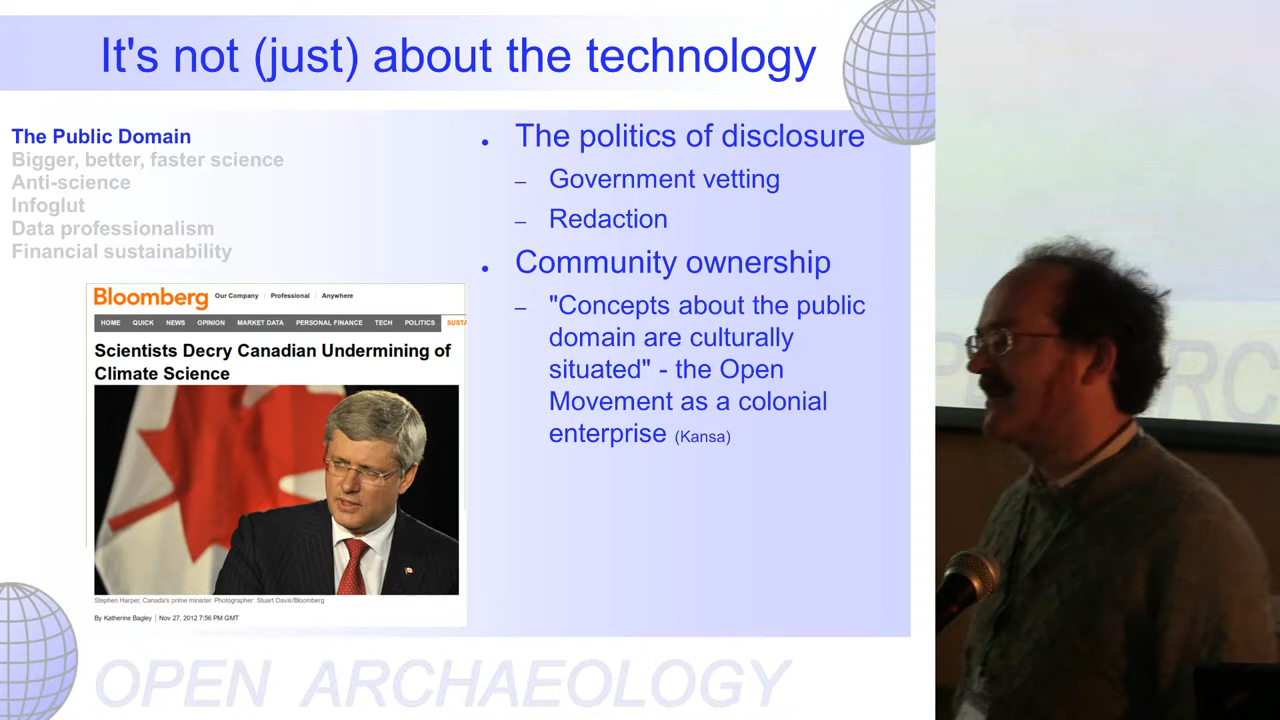 It's not (just) about the technology
The Public Domain
Bigger, better, faster science
Anti-science
Infoglut
Data professionalism
Financial sustainability
Bloomberg Our Company | Professional | Anywhere
HOME QUICK NEWS OPINION MARKET DATA PERSONAL FINANCE TECH POLITICS SUSTA
Scientists Decry Canadian Undermining of
Climate Science
Stephen Harper, Canada's prime minister. Photographer: Stuart Davis/Bloomberg
By Katherine Bagley | Nov 27, 2012 7:56 PM GMT
• The politics of disclosure
– Government vetting
– Redaction
• Community ownership
– "Concepts about the public
domain are culturally
situated" - the Open
Movement as a colonial
enterprise (Kansa)
OPEN ARCHAEOLOGY